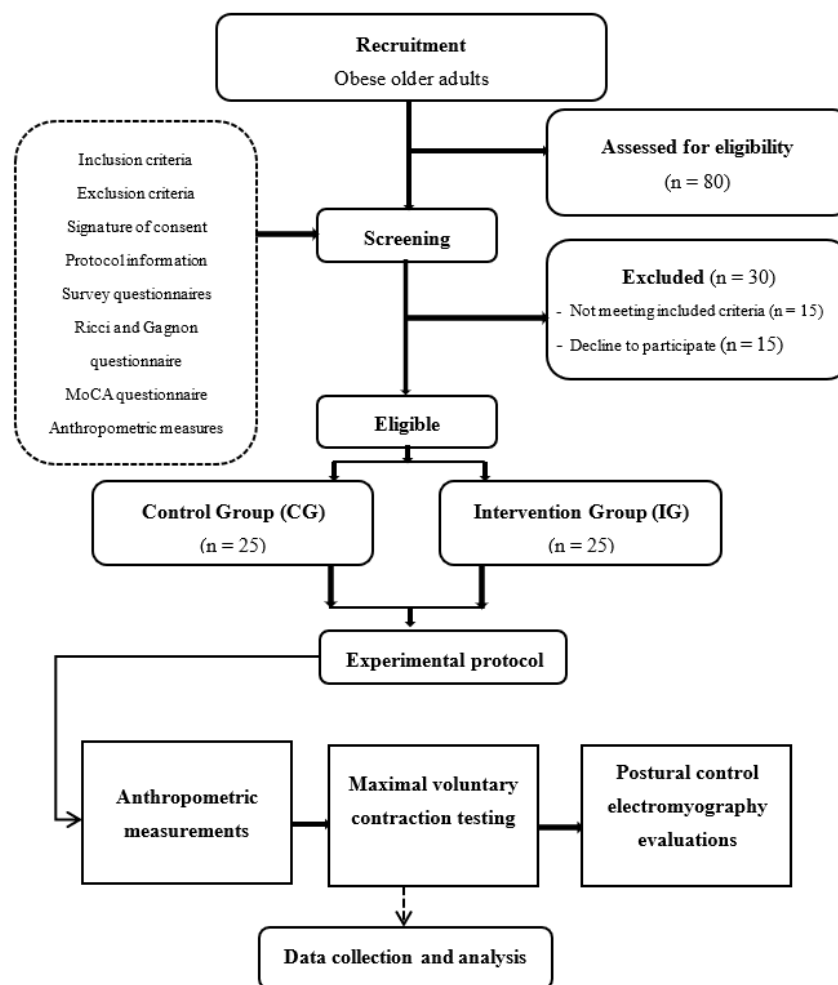 Recruitment
Obese older adults
Assessed for eligibility
(n = 80)
Inclusion criteria
Exclusion criteria
Signature of consent
Protocol information
Survey questionnaires
Ricci and Gagnon
questionnaire
MoCA questionnaire
Anthropometric measures
Screening
Excluded (n = 30)
- Not meeting included criteria (n = 15)
- Decline to participate (n = 15)
Eligible
Control Group (CG)
(n = 25)
Intervention Group (IG)
(n = 25)
Experimental protocol
Anthropometric
measurements
Maximal voluntary
contraction testing
Postural control
electromyography
evaluations
Data collection and analysis